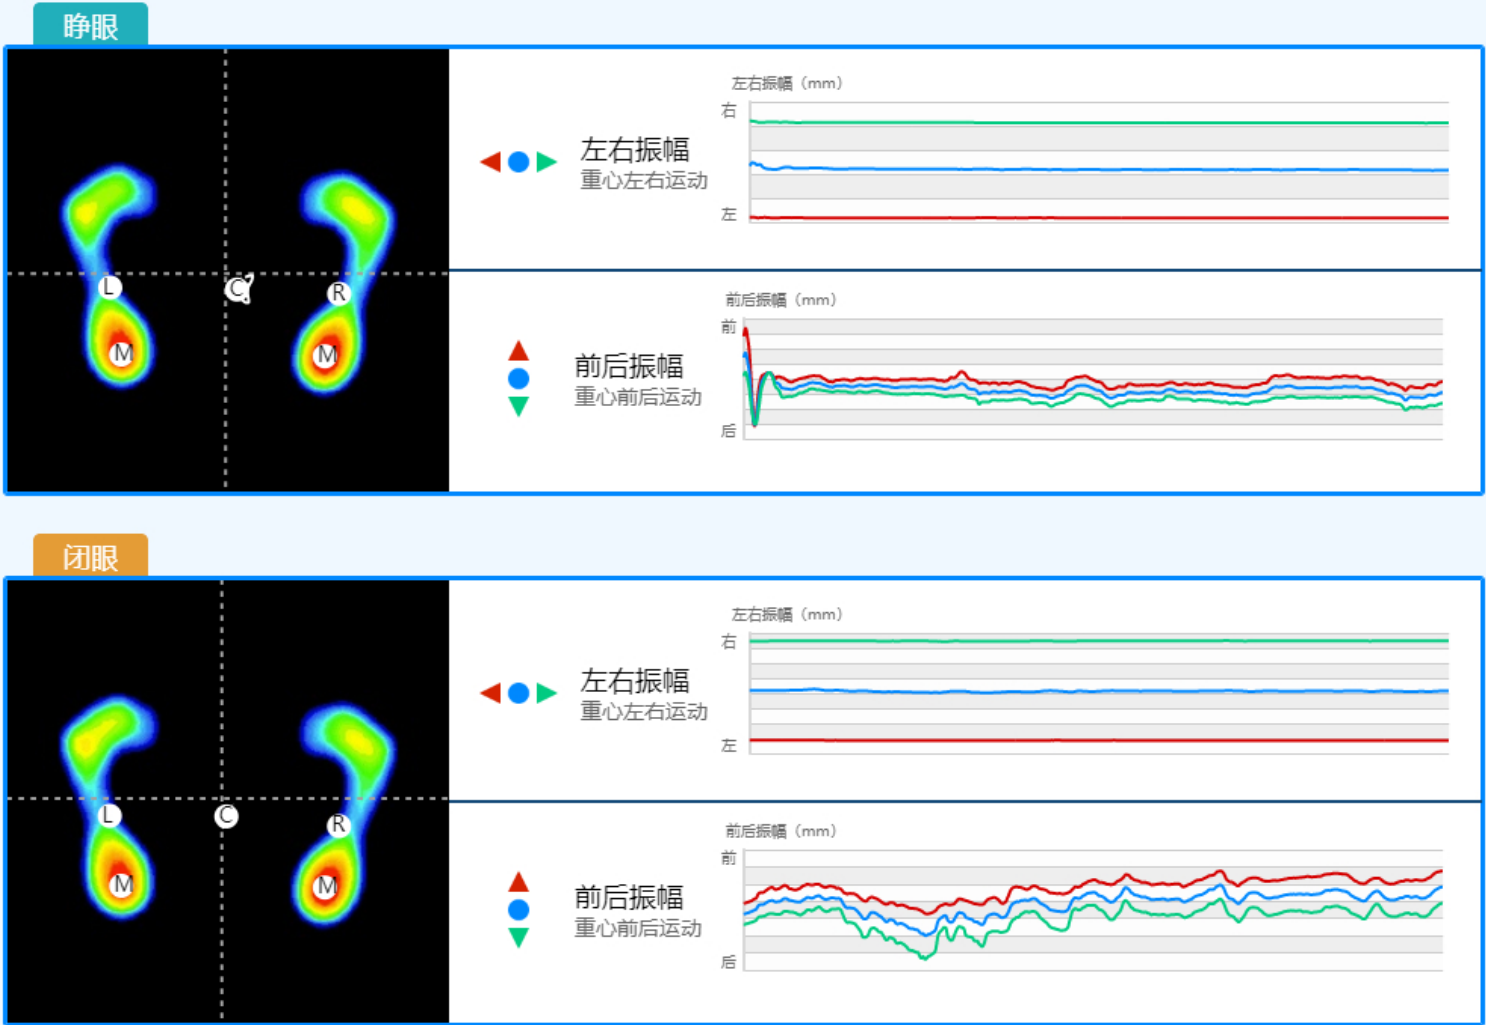 睁眼
左右振幅（mm）
右
左右振幅
重心左右运动
左
L
C
R
M
M
前后振幅（mm）
前
前后振幅
重心前后运动
后
闭眼
左右振幅（mm）
右
左右振幅
重心左右运动
左
L
C
R
M
M
前后振幅（mm）
前
前后振幅
重心前后运动
后